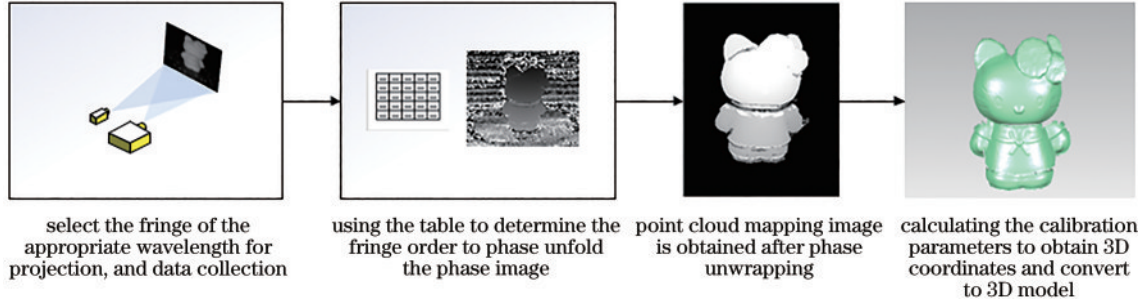 select the fringe of the
appropriate wavelength for
projection, and data collection
using the table to determine the
fringe order to phase unfold
the phase image
point cloud mapping image
is obtained after phase
unwrapping
calculating the calibration
parameters to obtain 3D
coordinates and convert
to 3D model